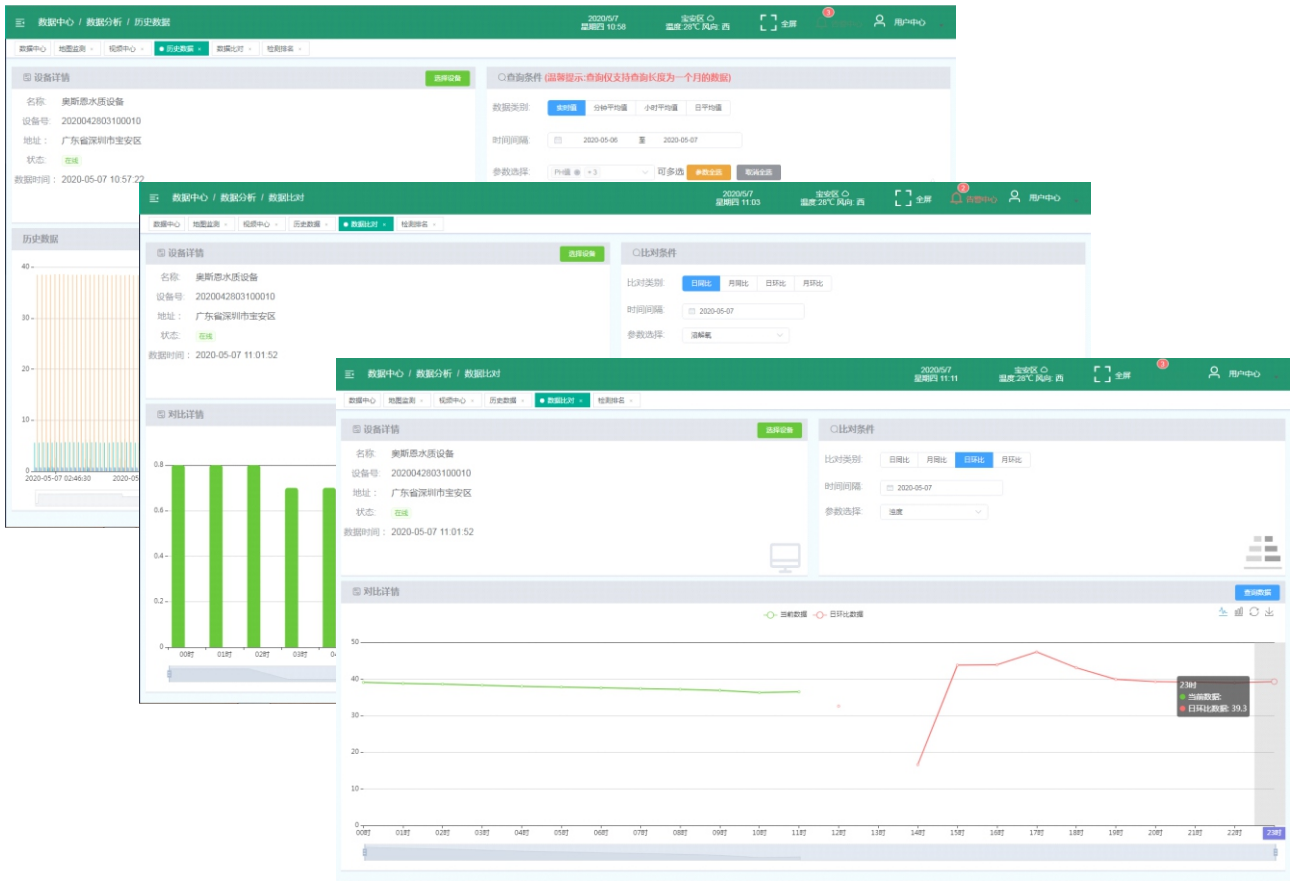 数据中心 / 数据分析 / 历史数据
2020/5/7
星期四 10:58
宝安区
温度:28℃ 风向: 西
全屏
3
用户中心
数据中心 地图监测 视频中心 历史数据 数据比对 检测排名
设备详情
选择设备
名称: 奥斯恩水质设备
设备号: 2020042803100010
地址： 广东省深圳市宝安区
状态: 在线
数据时间： 2020-05-07 10:57:22
查询条件 (温馨提示:查询仅支持查询长度为一个月的数据)
数据类别: 实时值 分钟平均值 小时平均值 日平均值
时间间隔: 2020-05-06 至 2020-05-07
参数选择: PH值 + 3 可多选 参数全选 取消全选
历史数据
40
30
20
10
0
2020-05-07 02:46:30 2020-05
数据中心 / 数据分析 / 数据比对
2020/5/7
星期四 11:03
宝安区
温度:28℃ 风向: 西
全屏
2
告警中心
用户中心
数据中心 地图监测 视频中心 历史数据 数据比对 检测排名
设备详情
选择设备
名称: 奥斯恩水质设备
设备号: 2020042803100010
地址： 广东省深圳市宝安区
状态: 在线
数据时间： 2020-05-07 11:01:52
比对条件
比对类别: 日同比 月同比 日环比 月环比
时间间隔: 2020-05-07
参数选择: 溶解氧
对比详情
0.8
0.6
0.4
0.2
0
00时 01时 02时 03时
数据中心 / 数据分析 / 数据比对
2020/5/7
星期四 11:11
宝安区
温度:28℃ 风向: 西
全屏
3
用户中心
数据中心 地图监测 视频中心 历史数据 数据比对 检测排名
设备详情
选择设备
名称: 奥斯恩水质设备
设备号: 2020042803100010
地址： 广东省深圳市宝安区
状态: 在线
数据时间： 2020-05-07 11:01:52
比对条件
比对类别: 日同比 月同比 日环比 月环比
时间间隔: 2020-05-07
参数选择: 浊度
对比详情
查询数据
当前数据 日环比数据
50
40
30
20
10
0
23时
当前数据:
日环比数据: 39.3
00时 01时 02时 03时 04时 05时 06时 07时 08时 09时 10时 11时 12时 13时 14时 15时 16时 17时 18时 19时 20时 21时 22时 23时